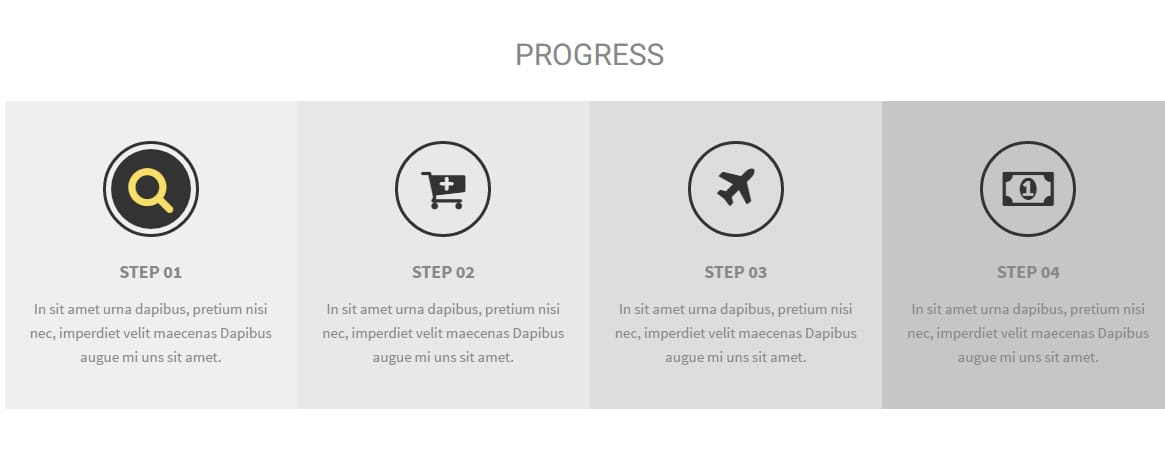 PROGRESS
STEP 01
In sit amet urna dapibus, pretium nisi
nec, imperdiet velit maecenas Dapibus
augue mi uns sit amet.
STEP 02
In sit amet urna dapibus, pretium nisi
nec, imperdiet velit maecenas Dapibus
augue mi uns sit amet.
STEP 03
In sit amet urna dapibus, pretium nisi
nec, imperdiet velit maecenas Dapibus
augue mi uns sit amet.
1
STEP 04
In sit amet urna dapibus, pretium nisi
nec, imperdiet velit maecenas Dapibus
augue mi uns sit amet.